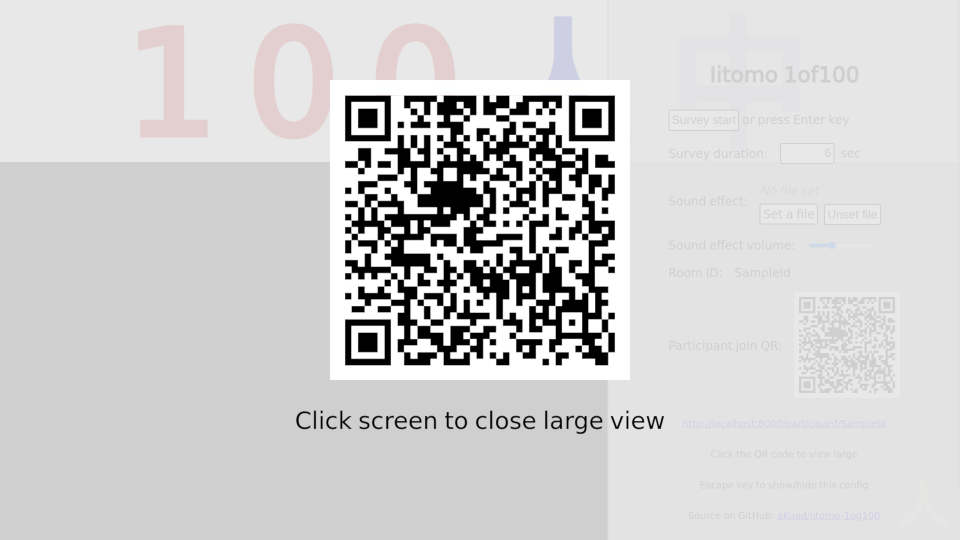 100人中
Iitomo 1of100
Survey start or press Enter key
Survey duration: 6 sec
No file set
Sound effect: Set a file Unset file
Sound effect volume:
Room ID: SampleId
Participant join QR:
Click screen to close large view
http://localhost:8000/participant/SampleId
Click the QR code to view large
Escape key to show/hide this config
Source on GitHub: aKuad/iitomo-1og100
人